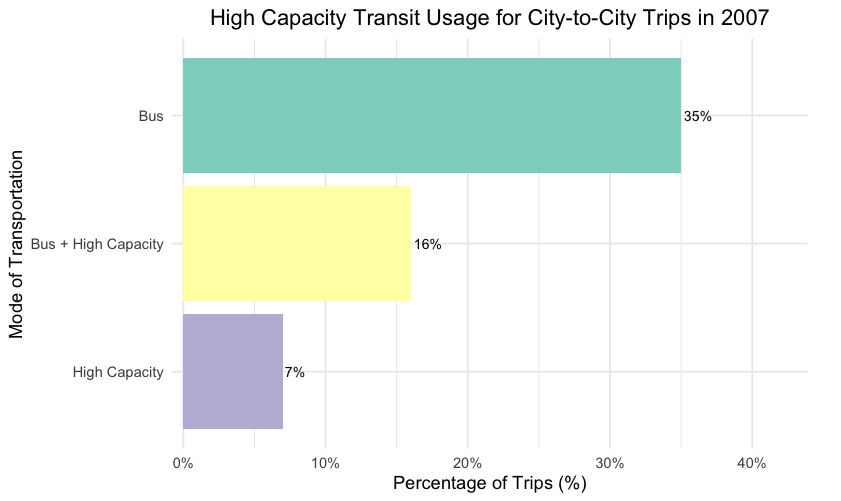 High Capacity Transit Usage for City-to-City Trips in 2007
Mode of Transportation
Bus
35%
Bus + High Capacity
16%
High Capacity
7%
0%
10%
20%
30%
40%
Percentage of Trips (%)